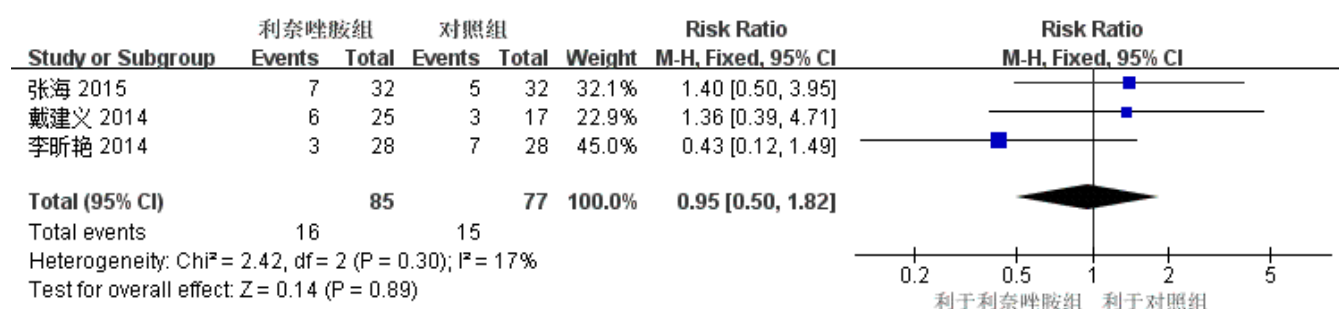 利奈唑胺组 对照组 Risk Ratio Risk Ratio
Study or Subgroup Events Total Events Total Weight M-H, Fixed, 95% CI M-H, Fixed, 95% CI
张海 2015 7 32 5 32 32.1% 1.40 [0.50, 3.95]
戴建义 2014 6 25 3 17 22.9% 1.36 [0.39, 4.71]
李昕艳 2014 3 28 7 28 45.0% 0.43 [0.12, 1.49]
Total (95% CI) 85 77 100.0% 0.95 [0.50, 1.82]
Total events 16 15
Heterogeneity: Chi² = 2.42, df = 2 (P = 0.30); I² = 17%
Test for overall effect: Z = 0.14 (P = 0.89)
0.2 0.5 1 2 5
利于利奈唑胺组 利于对照组